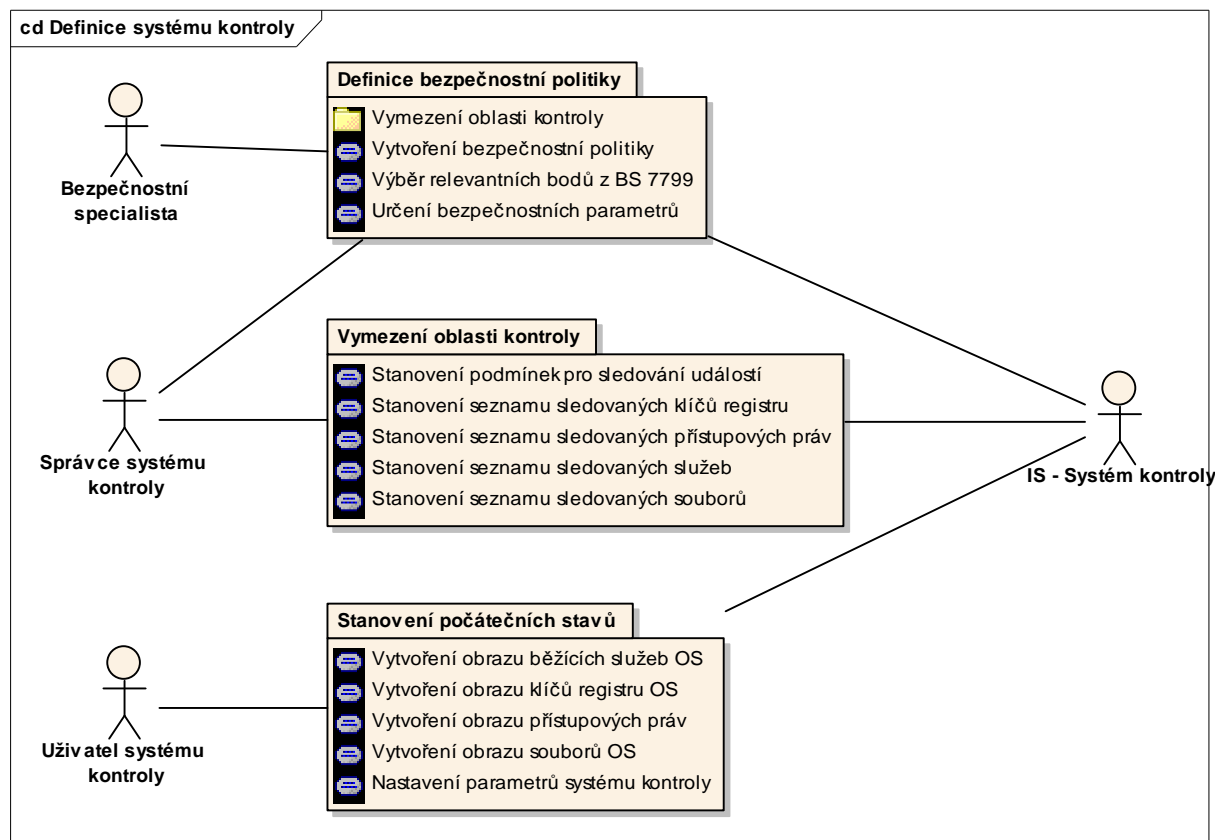 cd Definice systému kontroly
Bezpečnostní
specialista
Definice bezpečnostní politiky
Vymezení oblasti kontroly
Vytvoření bezpečnostní politiky
Výběr relevantních bodů z BS 7799
Určení bezpečnostních parametrů
Správce systému
kontroly
Vymezení oblasti kontroly
Stanovení podmínek pro sledování událostí
Stanovení seznamu sledovaných klíčů registru
Stanovení seznamu sledovaných přístupových práv
Stanovení seznamu sledovaných služeb
Stanovení seznamu sledovaných souborů
IS - Systém kontroly
Uživatel systému
kontroly
Stanovení počátečních stavů
Vytvoření obrazu běžících služeb OS
Vytvoření obrazu klíčů registru OS
Vytvoření obrazu přístupových práv
Vytvoření obrazu souborů OS
Nastavení parametrů systému kontroly